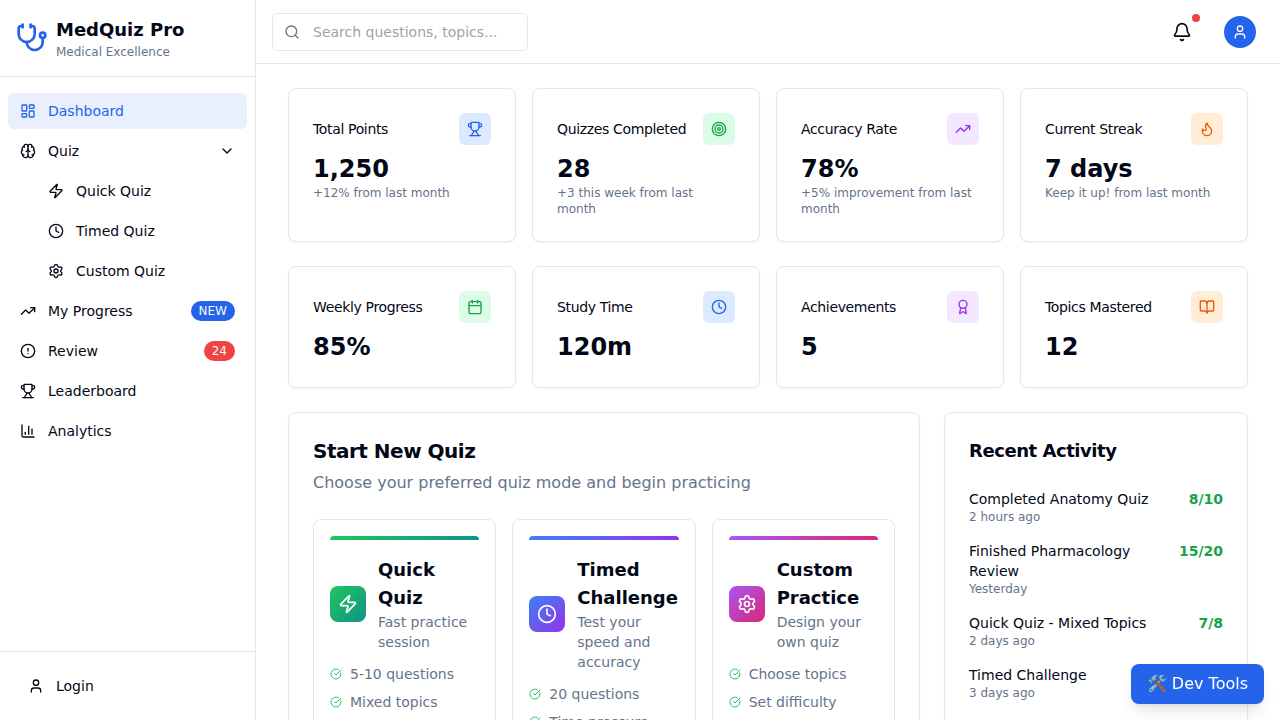 MedQuiz Pro
Medical Excellence
Dashboard
Quiz
Quick Quiz
Timed Quiz
Custom Quiz
My Progress NEW
Review 24
Leaderboard
Analytics
Login
Search questions, topics...
Total Points
1,250
+12% from last month
Quizzes Completed
28
+3 this week from last
month
Accuracy Rate
78%
+5% improvement from last
month
Current Streak
7 days
Keep it up! from last month
Weekly Progress
85%
Study Time
120m
Achievements
5
Topics Mastered
12
Start New Quiz
Choose your preferred quiz mode and begin practicing
Quick
Quiz
Fast practice
session
5-10 questions
Mixed topics
Timed
Challenge
Test your
speed and
accuracy
20 questions
Time pressure
Custom
Practice
Design your
own quiz
Choose topics
Set difficulty
Recent Activity
Completed Anatomy Quiz 8/10
2 hours ago
Finished Pharmacology 15/20
Review
Yesterday
Quick Quiz - Mixed Topics 7/8
2 days ago
Timed Challenge
3 days ago
🛠️ Dev Tools